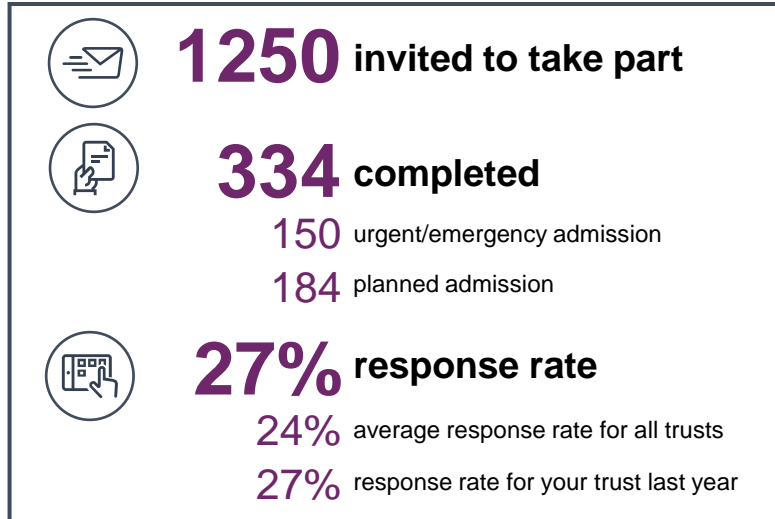 1250 invited to take part
334 completed
150 urgent/emergency admission
184 planned admission
27% response rate
24% average response rate for all trusts
27% response rate for your trust last year